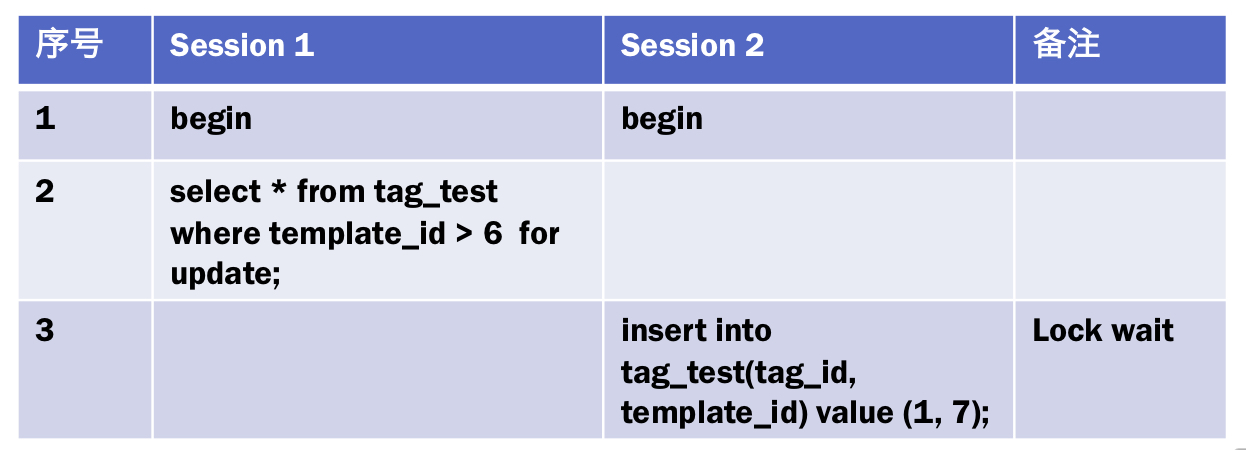 序号 Session 1 Session 2 备注
1 begin begin
2 select * from tag_test
where template_id > 6 for
update;
3 insert into Lock wait
tag_test(tag_id,
template_id) value (1, 7);